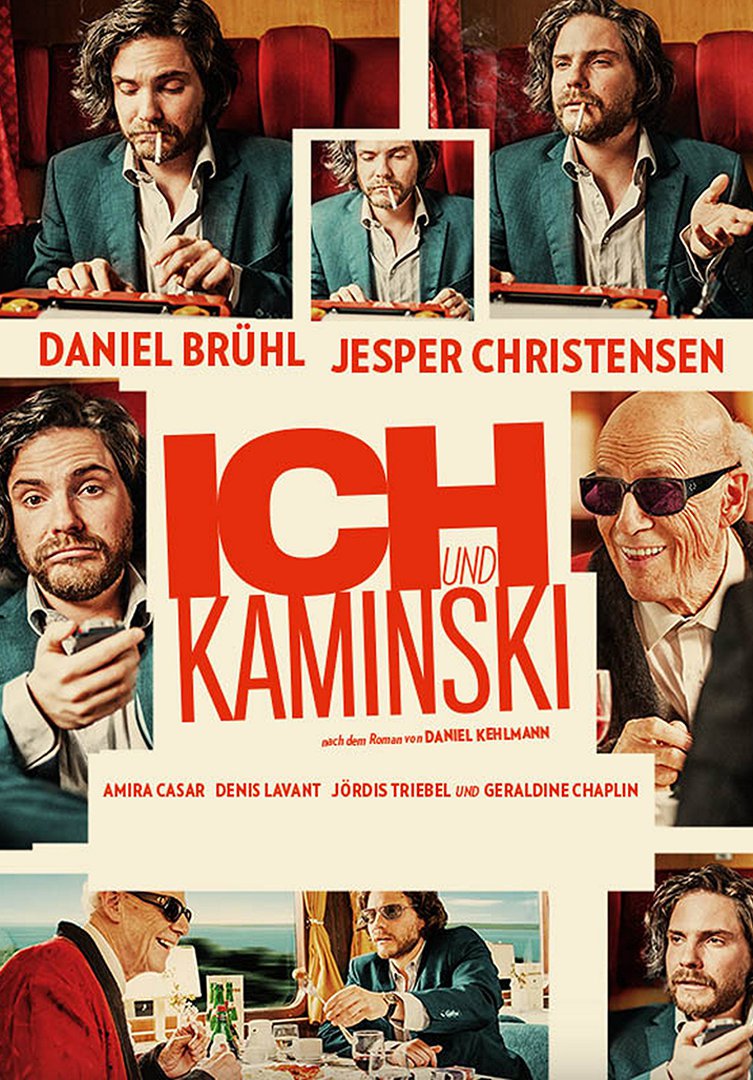 DANIEL BRÜHL JESPER CHRISTENSEN
ICH
UND
KAMINSKI
nach dem Roman von DANIEL KEHLMANN
AMIRA CASAR DENIS LAVANT JÖRDIS TRIEBEL UND GERALDINE CHAPLIN